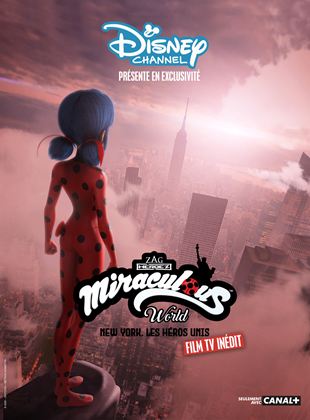 Disney
CHANNEL
PRÉSENTE EN EXCLUSIVITÉ
ZAG
HEROEZ
MiRacULOUS
World
NEW YORK, LES HÉROS UNIS
FILM TV INÉDIT
SEULEMENT
AVEC CANAL+